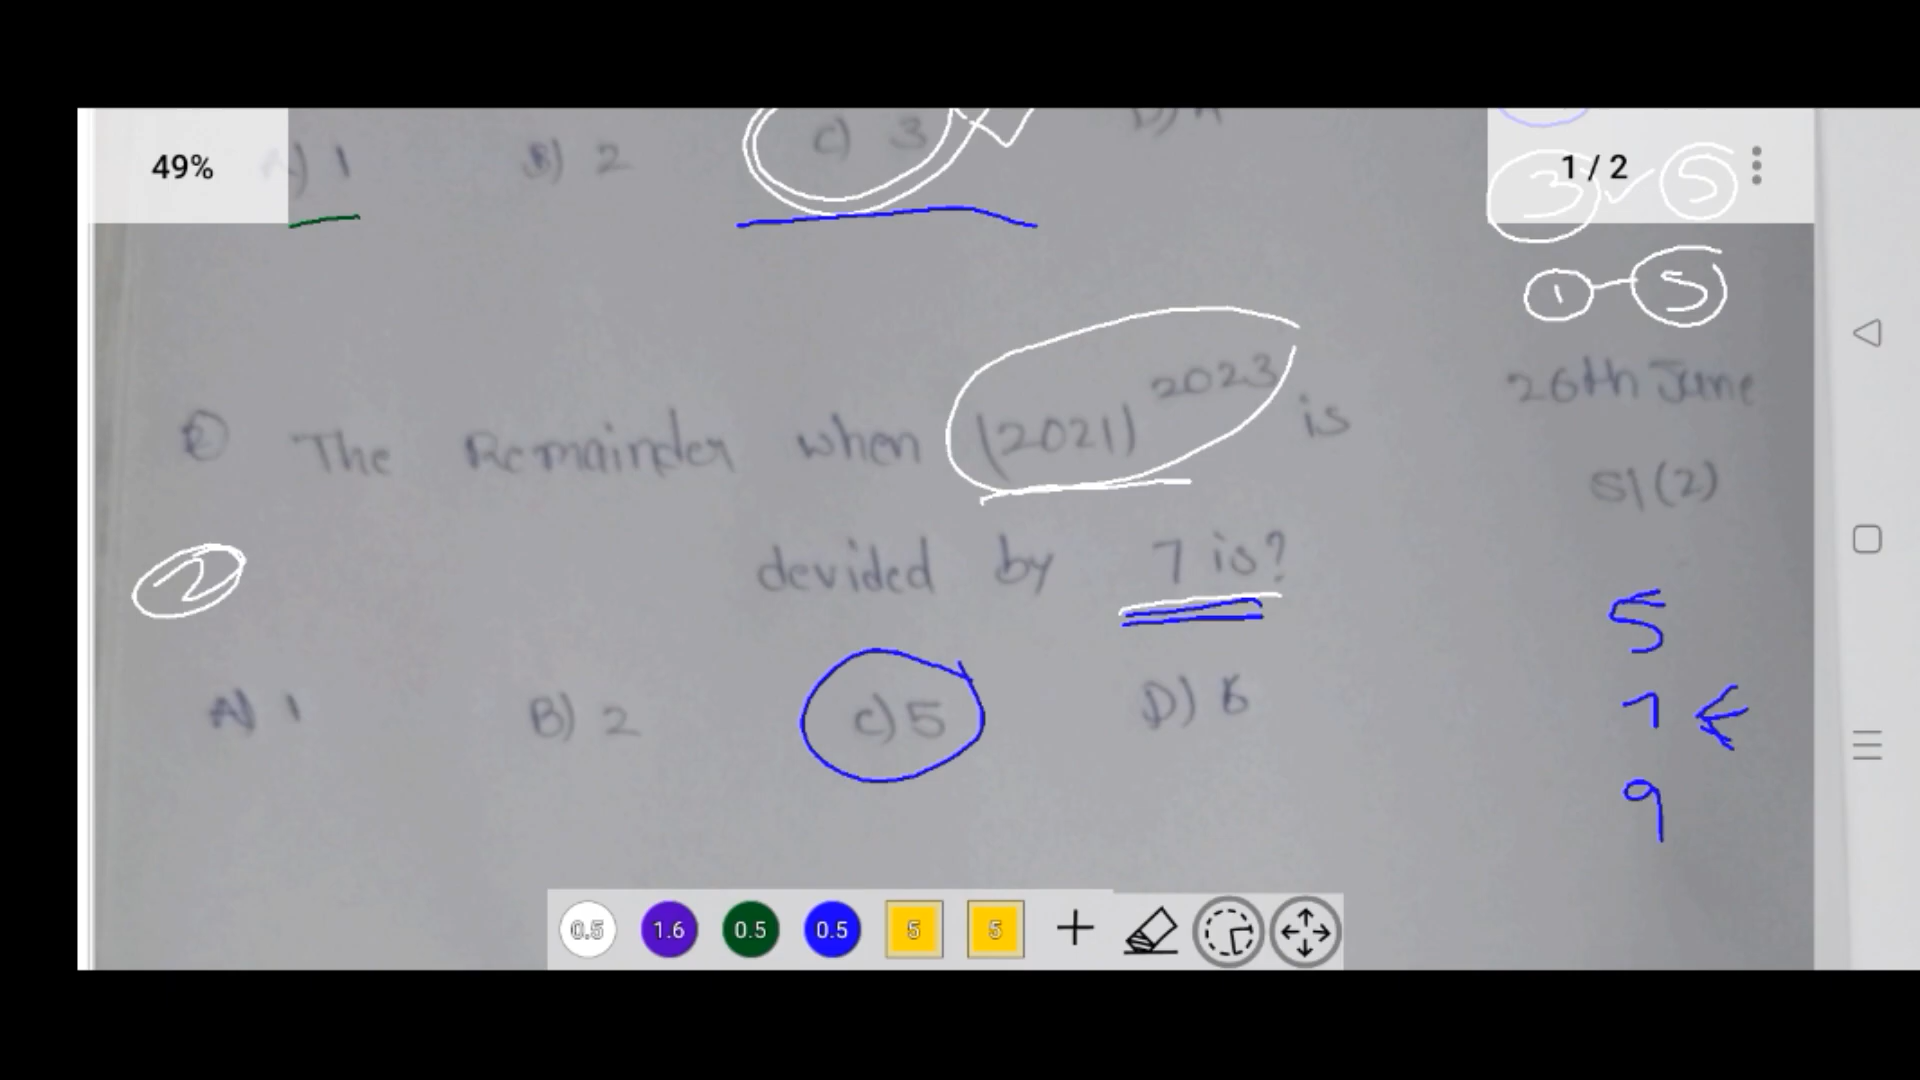 49%
A) 1 B) 2 C) 3
1 / 2
3 5
1 5
② The Remainder when (2021)^2023 is
26th June
S1 (2)
2
devided by 7 is?
A) 1 B) 2 C) 5 D) 6
5
7
9
0.5 1.6 0.5 0.5 5 5